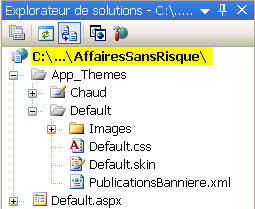 Explorateur de solutions - C:\.....
C:\...\AffairesSansRisque\
App_Themes
Chaud
Default
Images
Default.css
Default.skin
PublicationsBanniere.xml
Default.aspx